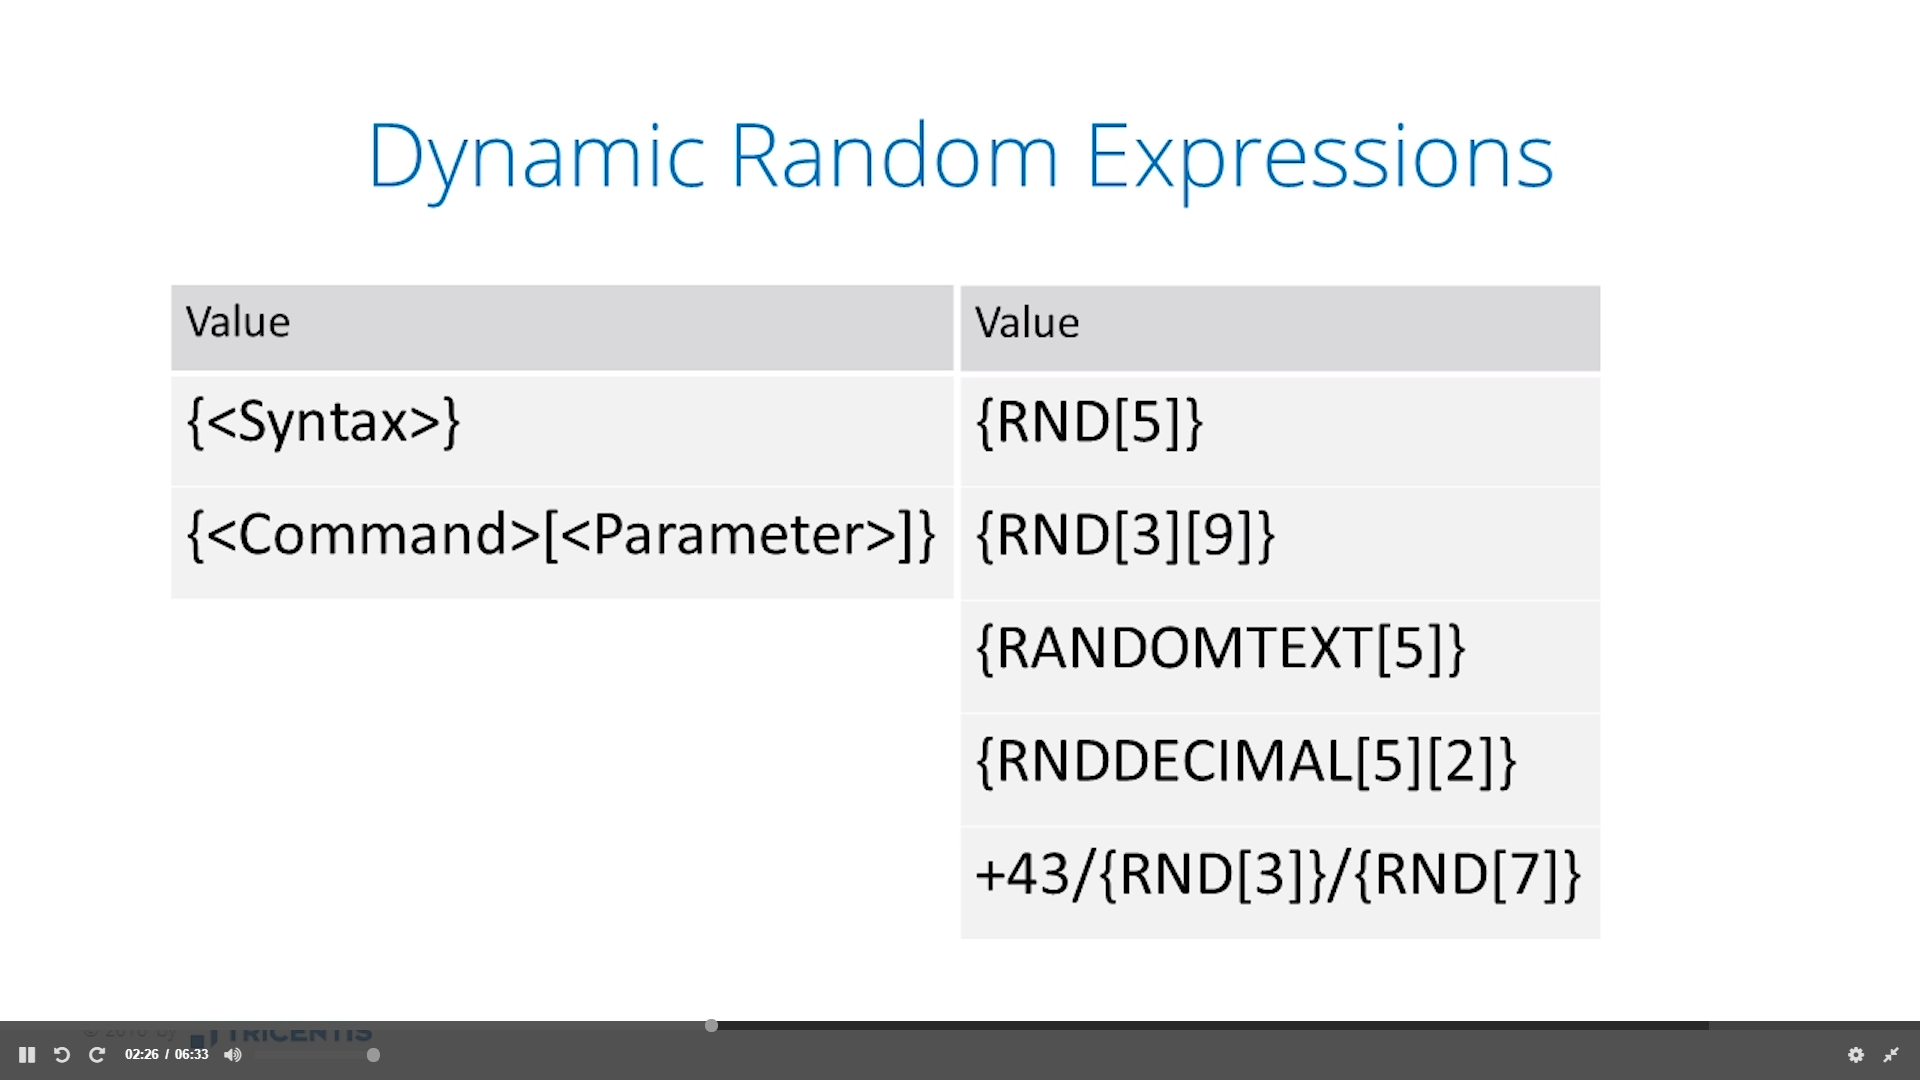 Dynamic Random Expressions
Value
{<Syntax>}
{<Command>[<Parameter>]}
Value
{RND[5]}
{RND[3][9]}
{RANDOMTEXT[5]}
{RNDDECIMAL[5][2]}
+43/{RND[3]}/{RND[7]}
TRICENTIS
02:26 / 06:33